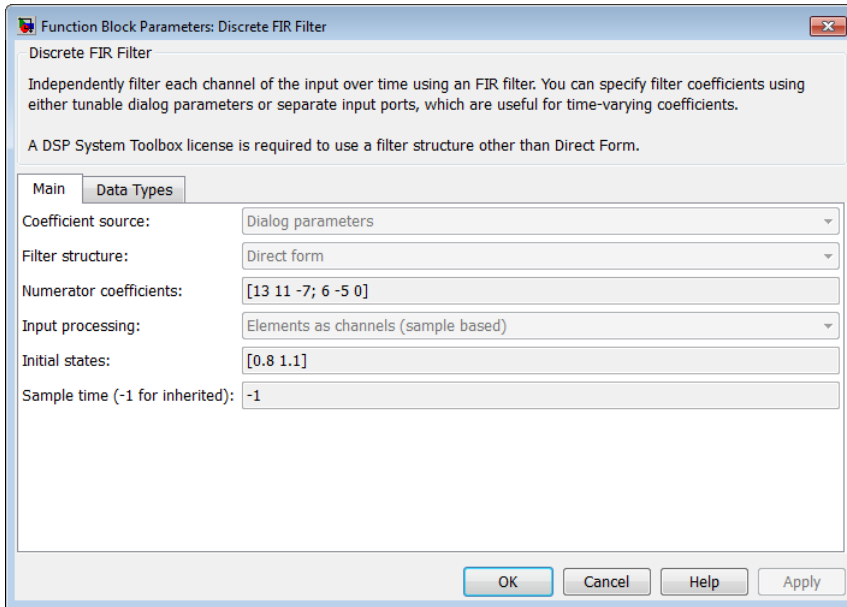 Function Block Parameters: Discrete FIR Filter
Discrete FIR Filter
Independently filter each channel of the input over time using an FIR filter. You can specify filter coefficients using
either tunable dialog parameters or separate input ports, which are useful for time-varying coefficients.
A DSP System Toolbox license is required to use a filter structure other than Direct Form.
Main Data Types
Coefficient source: Dialog parameters
Filter structure: Direct form
Numerator coefficients: [13 11 -7; 6 -5 0]
Input processing: Elements as channels (sample based)
Initial states: [0.8 1.1]
Sample time (-1 for inherited): -1
OK Cancel Help Apply